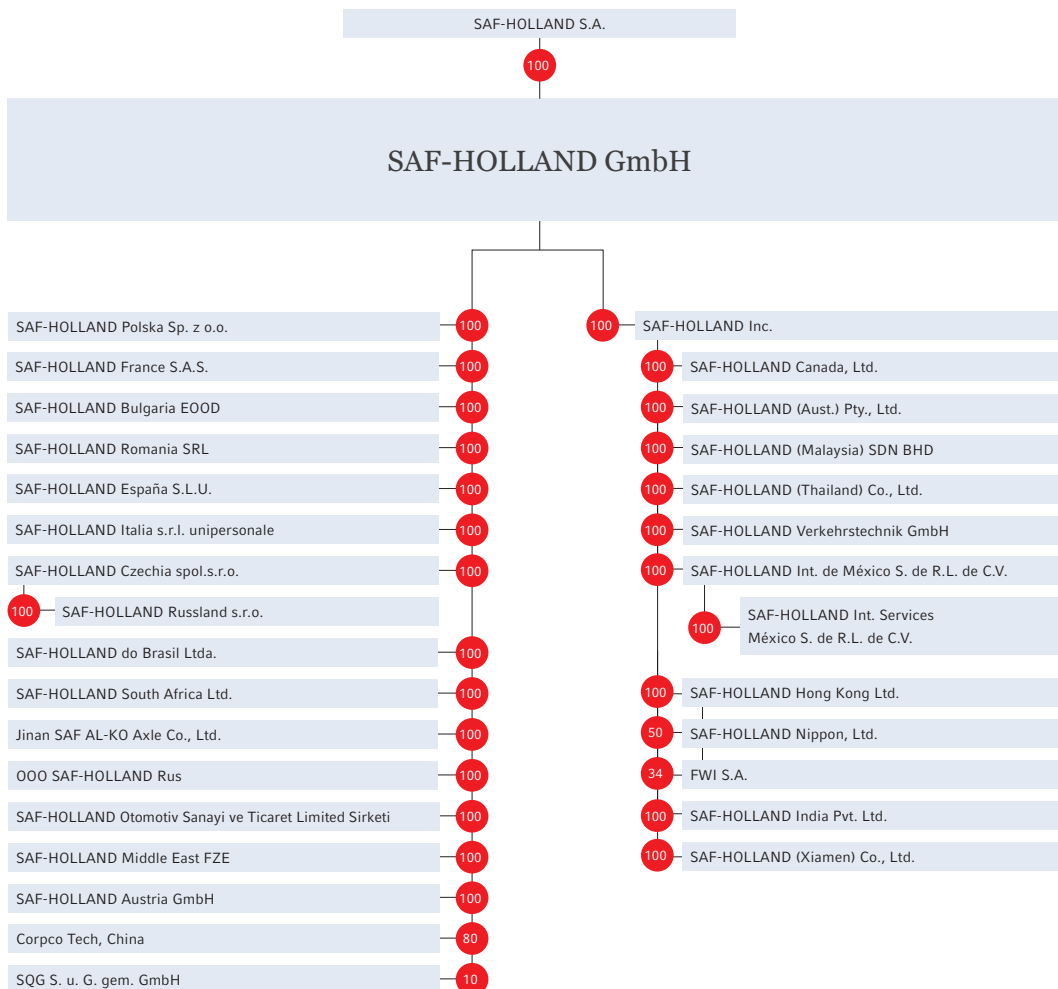 SAF-HOLLAND S.A.
100
SAF-HOLLAND GmbH
SAF-HOLLAND Polska Sp. z o.o.
100
SAF-HOLLAND France S.A.S.
100
SAF-HOLLAND Bulgaria EOOD
100
SAF-HOLLAND Romania SRL
100
SAF-HOLLAND España S.L.U.
100
SAF-HOLLAND Italia s.r.l. unipersonale
100
SAF-HOLLAND Czechia spol.s.r.o.
100
100
SAF-HOLLAND Russland s.r.o.
SAF-HOLLAND do Brasil Ltda.
100
SAF-HOLLAND South Africa Ltd.
100
Jinan SAF AL-KO Axle Co., Ltd.
100
OOO SAF-HOLLAND Rus
100
SAF-HOLLAND Otomotiv Sanayi ve Ticaret Limited Sirketi
100
SAF-HOLLAND Middle East FZE
100
SAF-HOLLAND Austria GmbH
100
Corpco Tech, China
80
SQG S. u. G. gem. GmbH
10
100
SAF-HOLLAND Inc.
100
SAF-HOLLAND Canada, Ltd.
100
SAF-HOLLAND (Aust.) Pty., Ltd.
100
SAF-HOLLAND (Malaysia) SDN BHD
100
SAF-HOLLAND (Thailand) Co., Ltd.
100
SAF-HOLLAND Verkehrstechnik GmbH
100
SAF-HOLLAND Int. de México S. de R.L. de C.V.
100
SAF-HOLLAND Int. Services
México S. de R.L. de C.V.
100
SAF-HOLLAND Hong Kong Ltd.
50
SAF-HOLLAND Nippon, Ltd.
34
FWI S.A.
100
SAF-HOLLAND India Pvt. Ltd.
100
SAF-HOLLAND (Xiamen) Co., Ltd.